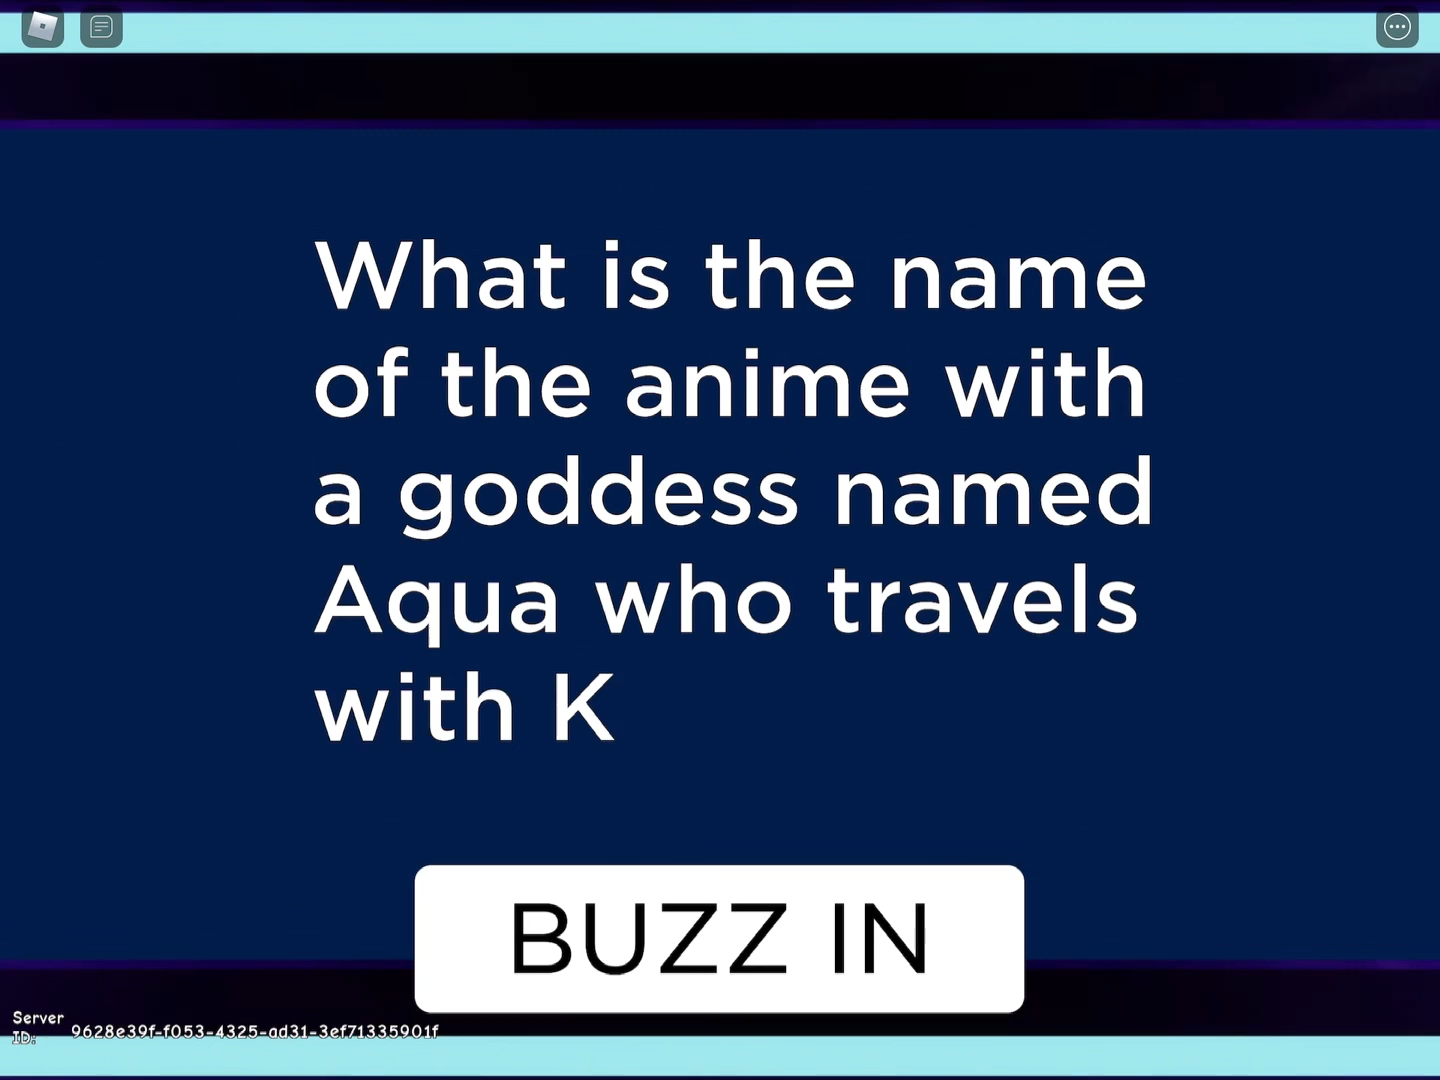 What is the name
of the anime with
a goddess named
Aqua who travels
with K
BUZZ IN
Server
ID: 9628e39f-f053-4325-ad31-3ef71335901f